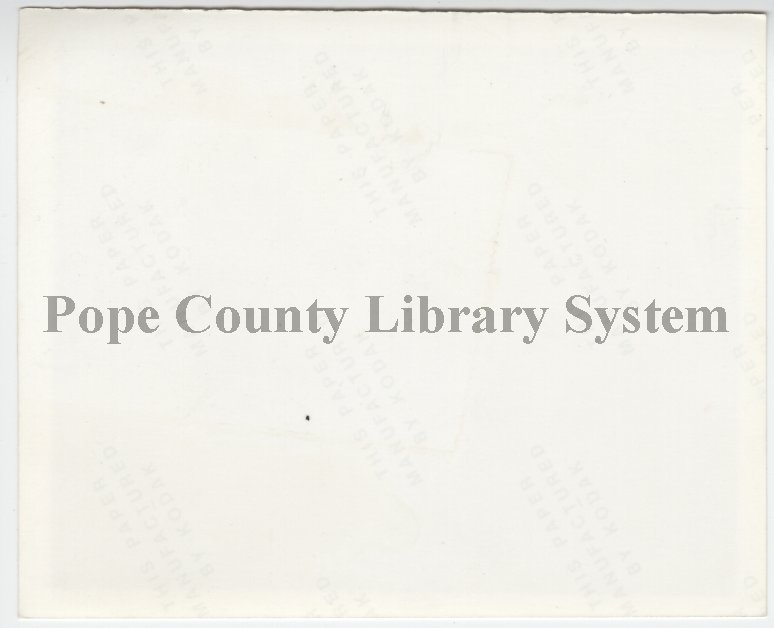 THIS PAPER
MANUFACTURED
BY KODAK
Pope County Library System